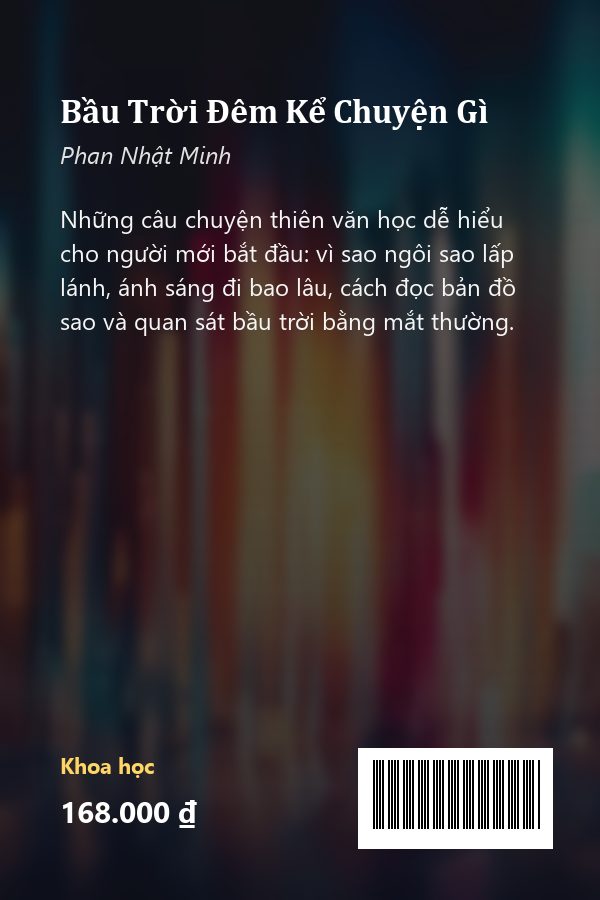 Bầu Trời Đêm Kể Chuyện Gì
Phan Nhật Minh
Những câu chuyện thiên văn học dễ hiểu
cho người mới bắt đầu: vì sao ngôi sao lấp
lánh, ánh sáng đi bao lâu, cách đọc bản đồ
sao và quan sát bầu trời bằng mắt thường.
Khoa học
168.000 ₫